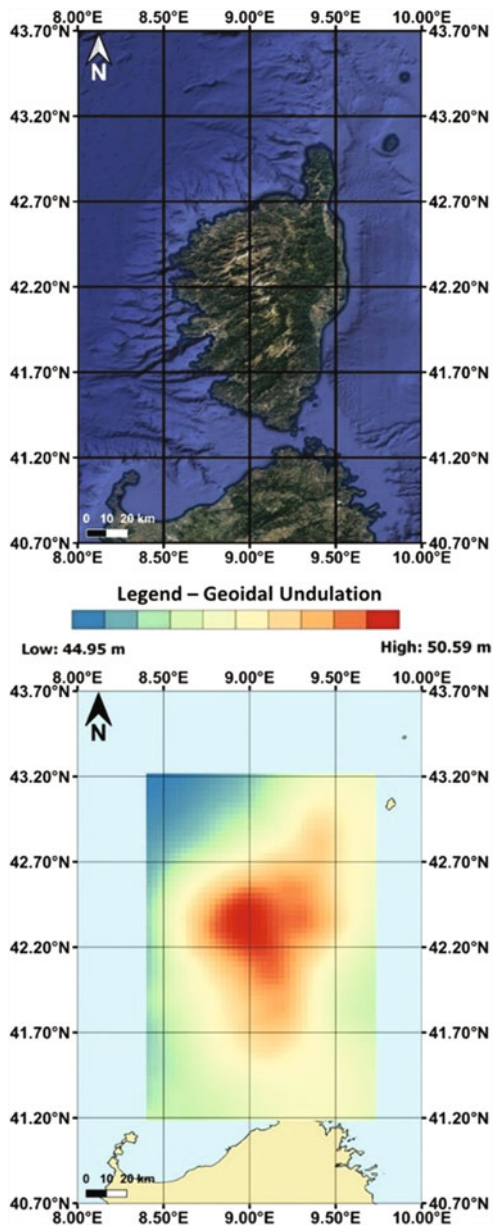 8.00°E 8.50°E 9.00°E 9.50°E 10.00°E
43.70°N 43.70°N
N
43.20°N 43.20°N
42.70°N 42.70°N
42.20°N 42.20°N
41.70°N 41.70°N
41.20°N 41.20°N
0 10 20 km
40.70°N 40.70°N
8.00°E 8.50°E 9.00°E 9.50°E 10.00°E
Legend – Geoidal Undulation
Low: 44.95 m High: 50.59 m
8.00°E 8.50°E 9.00°E 9.50°E 10.00°E
43.70°N 43.70°N
N
43.20°N 43.20°N
42.70°N 42.70°N
42.20°N 42.20°N
41.70°N 41.70°N
41.20°N 41.20°N
0 10 20 km
40.70°N 40.70°N
8.00°E 8.50°E 9.00°E 9.50°E 10.00°E